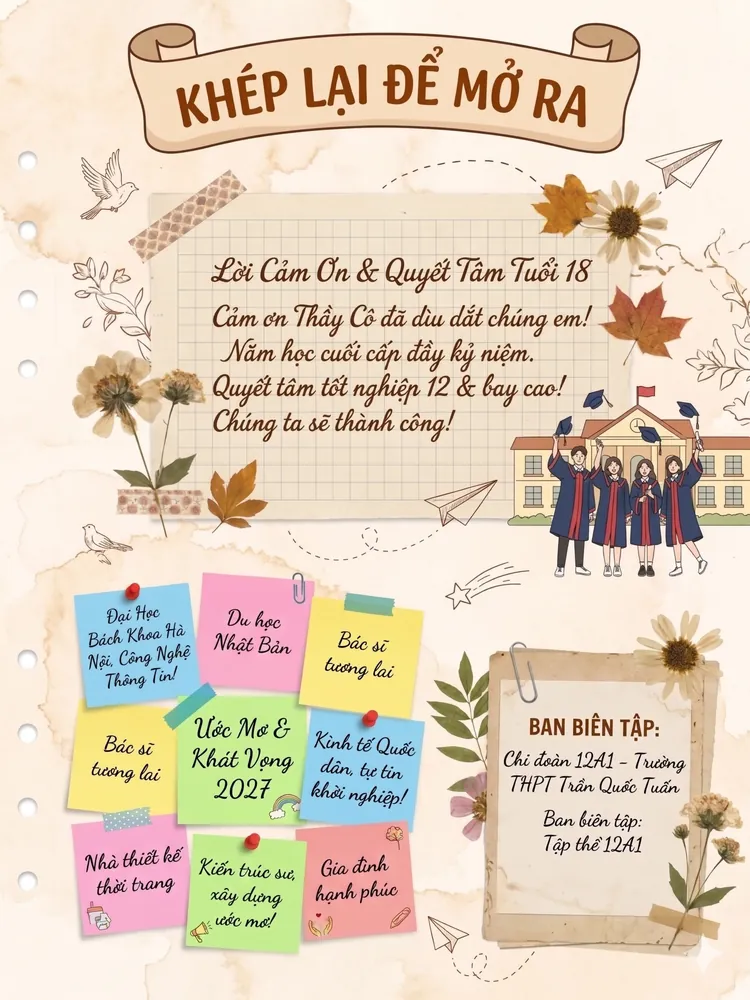 KHÉP LẠI ĐỂ MỞ RA
Lời Cảm Ơn & Quyết Tâm Tuổi 18
Cảm ơn Thầy Cô đã dìu dắt chúng em!
Năm học cuối cấp đầy kỷ niệm.
Quyết tâm tốt nghiệp 12 & bay cao!
Chúng ta sẽ thành công!
Đại Học
Bách Khoa Hà
Nội, Công Nghệ
Thông Tin!
Du học
Nhật Bản
Bác sĩ
tương lai
Bác sĩ
tương lai
Ước Mơ &
Khát Vọng
2027
Kinh tế Quốc
dân, tự tin
khởi nghiệp!
Nhà thiết kế
thời trang
Kiến trúc sư,
xây dựng
ước mơ!
Gia đình
hạnh phúc
BAN BIÊN TẬP:
Chi đoàn 12A1 - Trường
THPT Trần Quốc Tuấn
Ban biên tập:
Tập thể 12A1